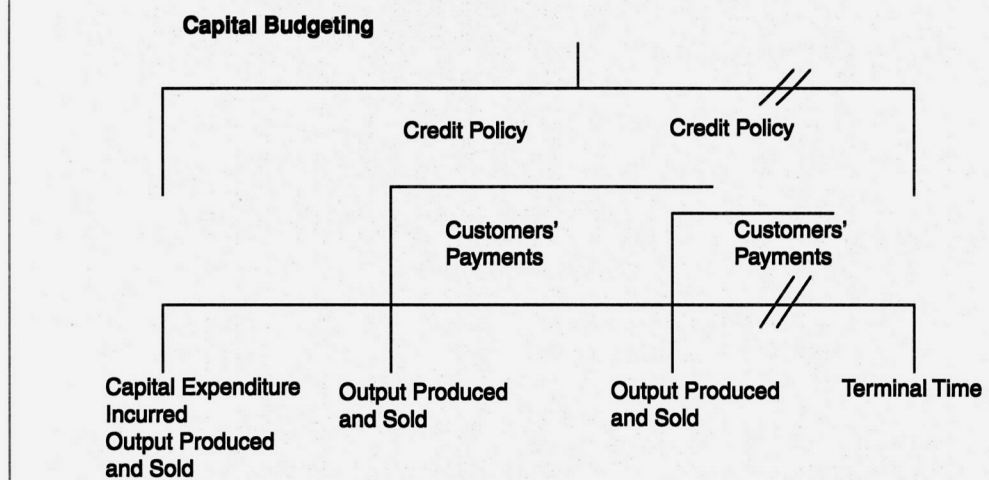 Capital Budgeting
Credit Policy
Credit Policy
Customers'
Payments
Customers'
Payments
Capital Expenditure
Incurred
Output Produced
and Sold
Output Produced
and Sold
Output Produced
and Sold
Terminal Time